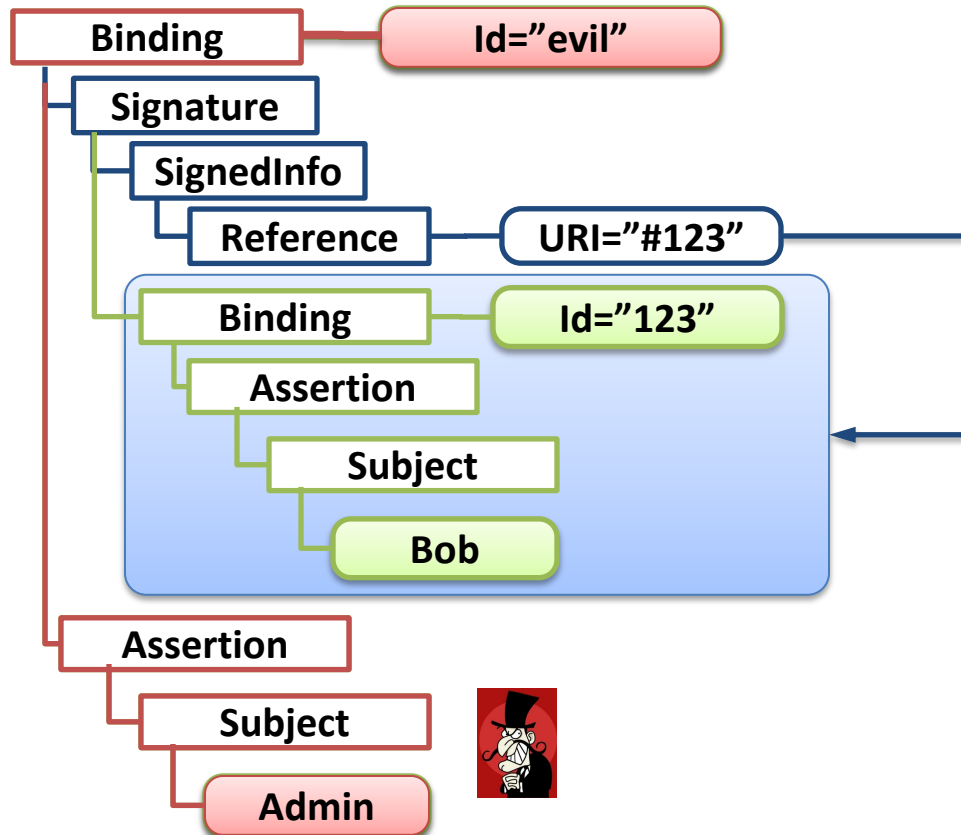 Binding
Id=”evil”
Signature
SignedInfo
Reference
URI=”#123”
Binding
Id=”123”
Assertion
Subject
Bob
Assertion
Subject
Admin